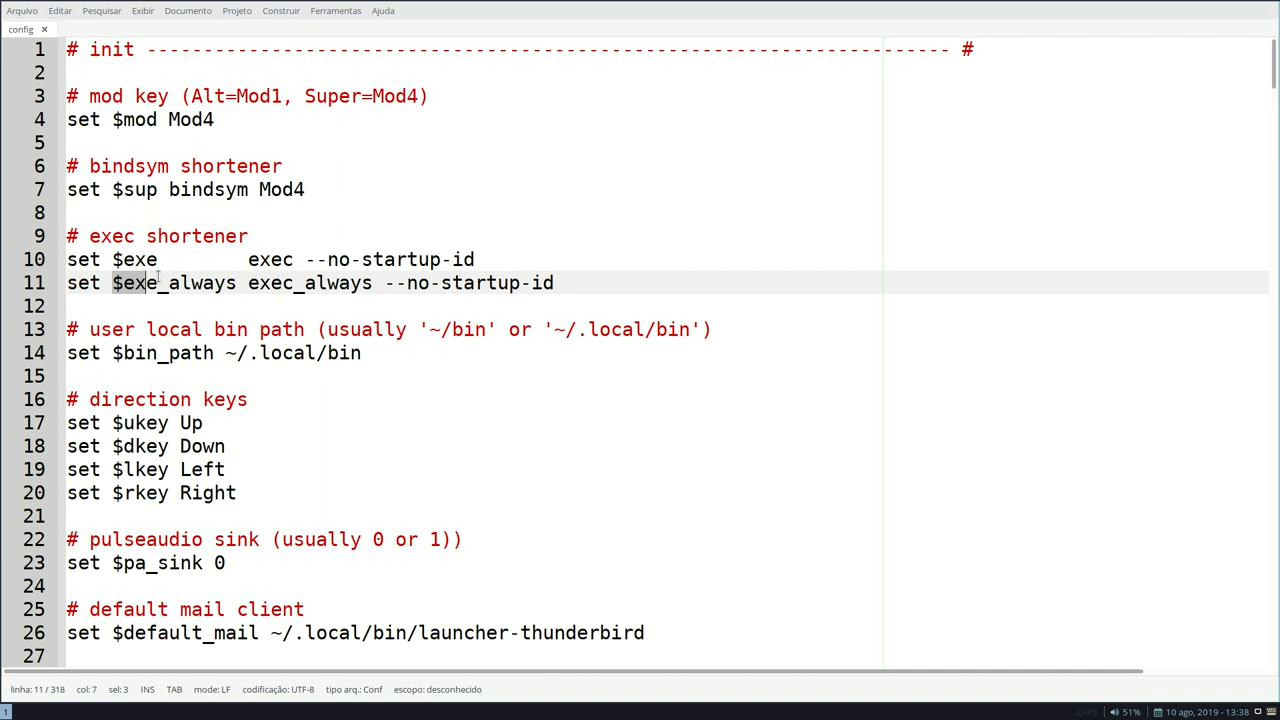 Arquivo Editar Pesquisar Exibir Documento Projeto Construir Ferramentas Ajuda
config ×
1 # init ----------------------------------------------------------------------- #
2
3 # mod key (Alt=Mod1, Super=Mod4)
4 set $mod Mod4
5
6 # bindsym shortener
7 set $sup bindsym Mod4
8
9 # exec shortener
10 set $exe        exec --no-startup-id
11 set $exe_always exec_always --no-startup-id
12
13 # user local bin path (usually '~/bin' or '~/.local/bin')
14 set $bin_path ~/.local/bin
15
16 # direction keys
17 set $ukey Up
18 set $dkey Down
19 set $lkey Left
20 set $rkey Right
21
22 # pulseaudio sink (usually 0 or 1))
23 set $pa_sink 0
24
25 # default mail client
26 set $default_mail ~/.local/bin/launcher-thunderbird
27
linha: 11 / 318 col: 7 sel: 3 INS TAB mode: LF codificação: UTF-8 tipo arq.: Conf escopo: desconhecido
1 CAPS 51% 10 ago, 2019 - 13:38